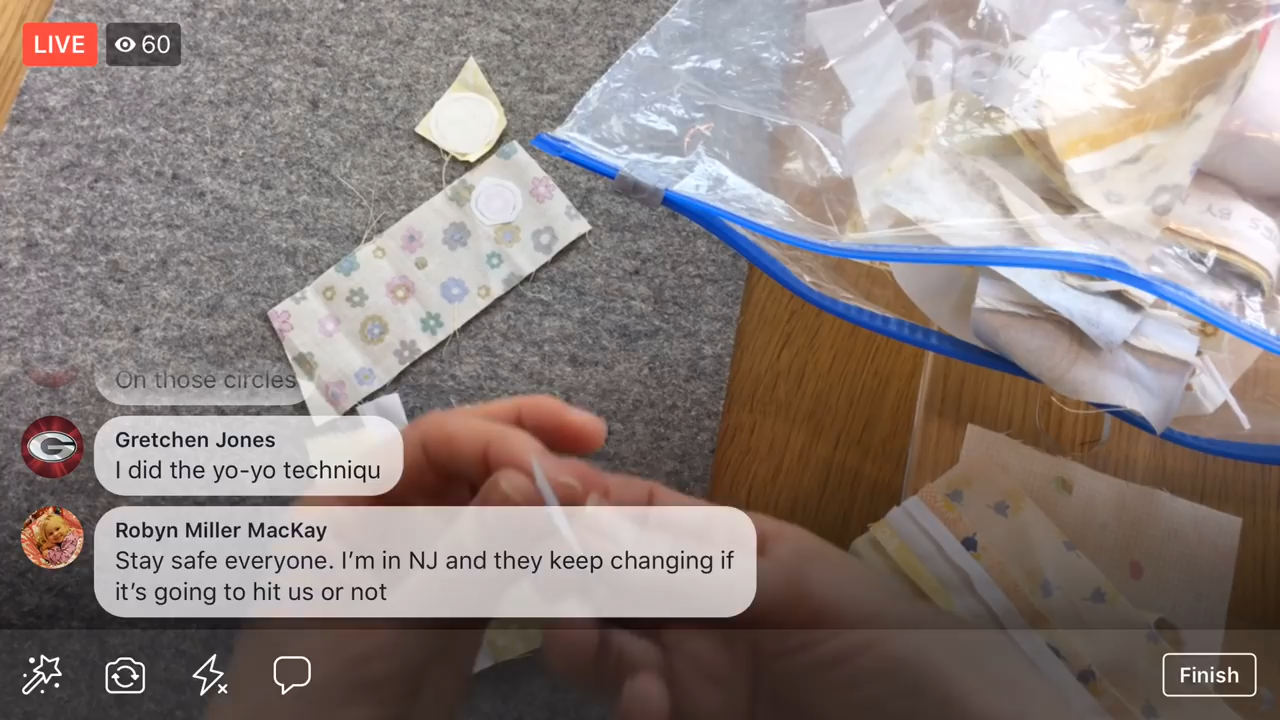 LIVE
60
On those circles
Gretchen Jones
I did the yo-yo techniqu
Robyn Miller MacKay
Stay safe everyone. I’m in NJ and they keep changing if
it’s going to hit us or not
Finish